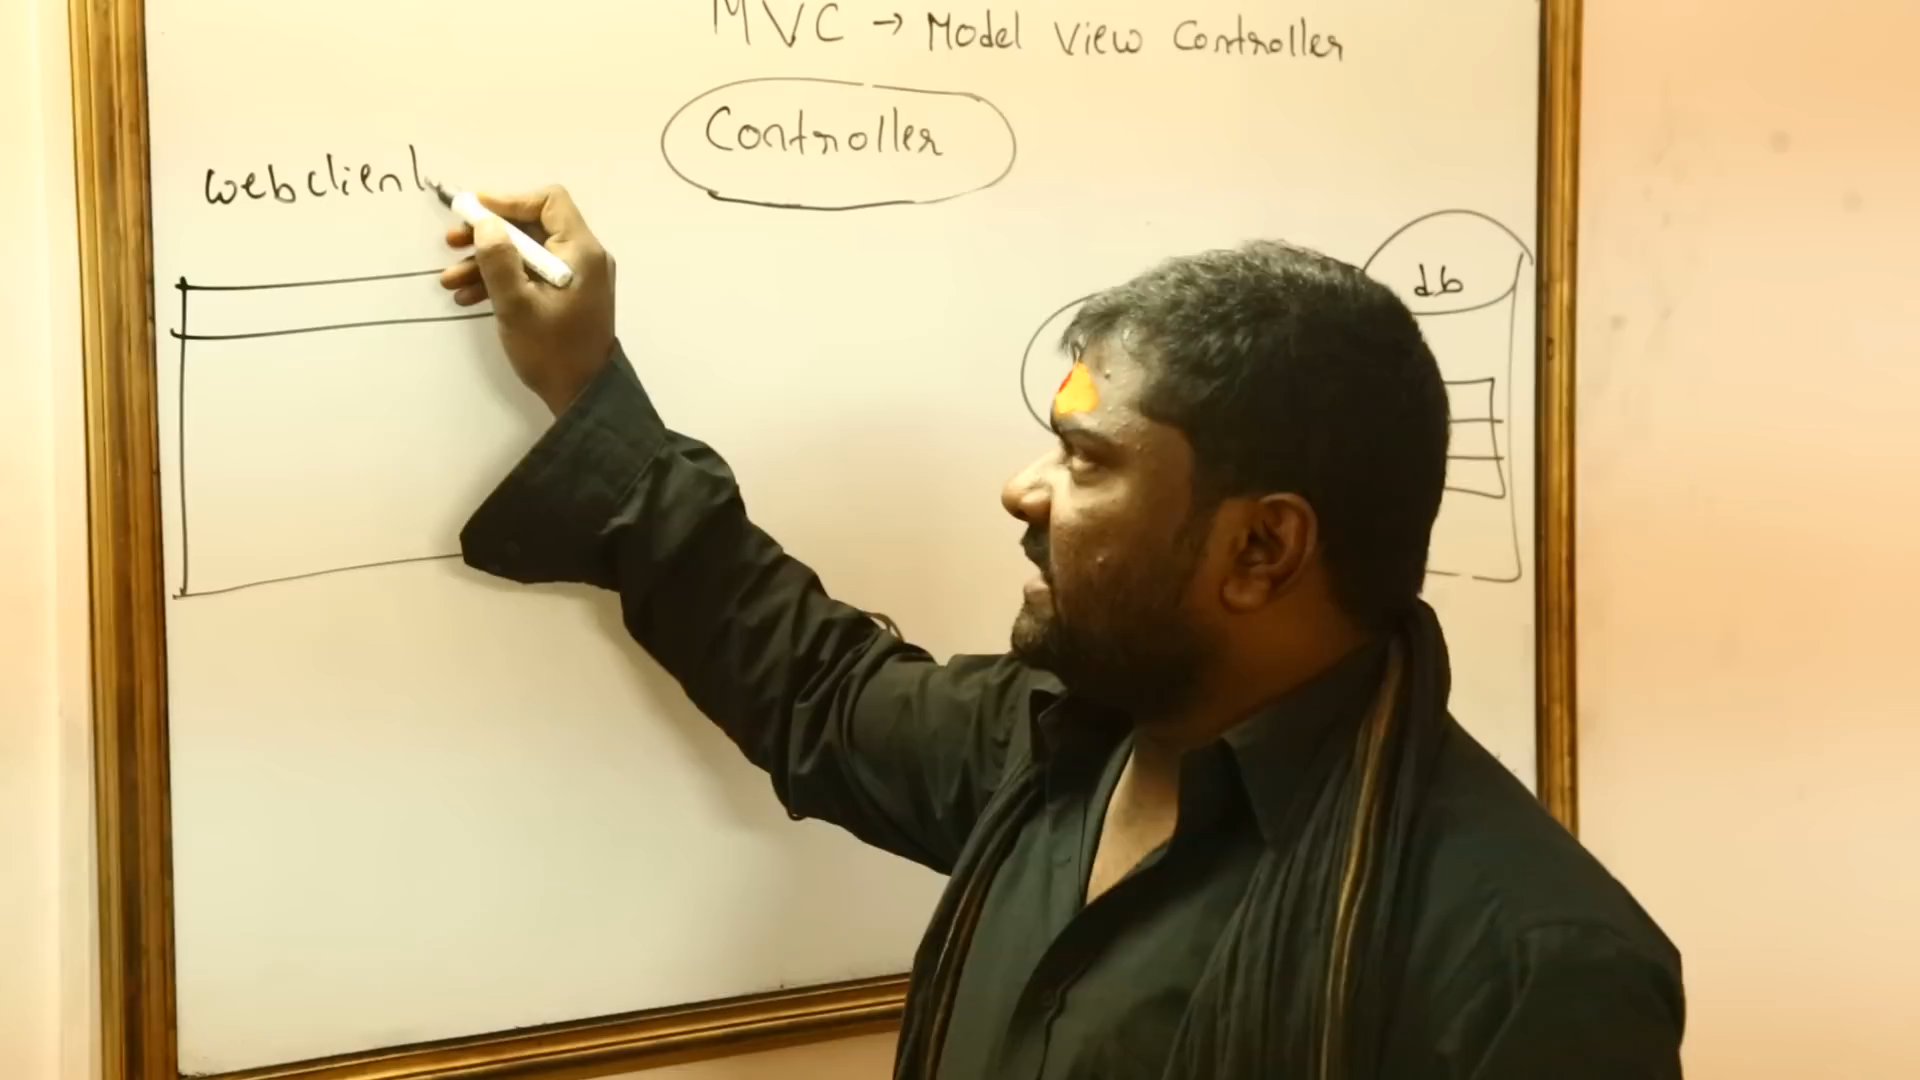 MVC → Model View Controller
Controller
webclient
db